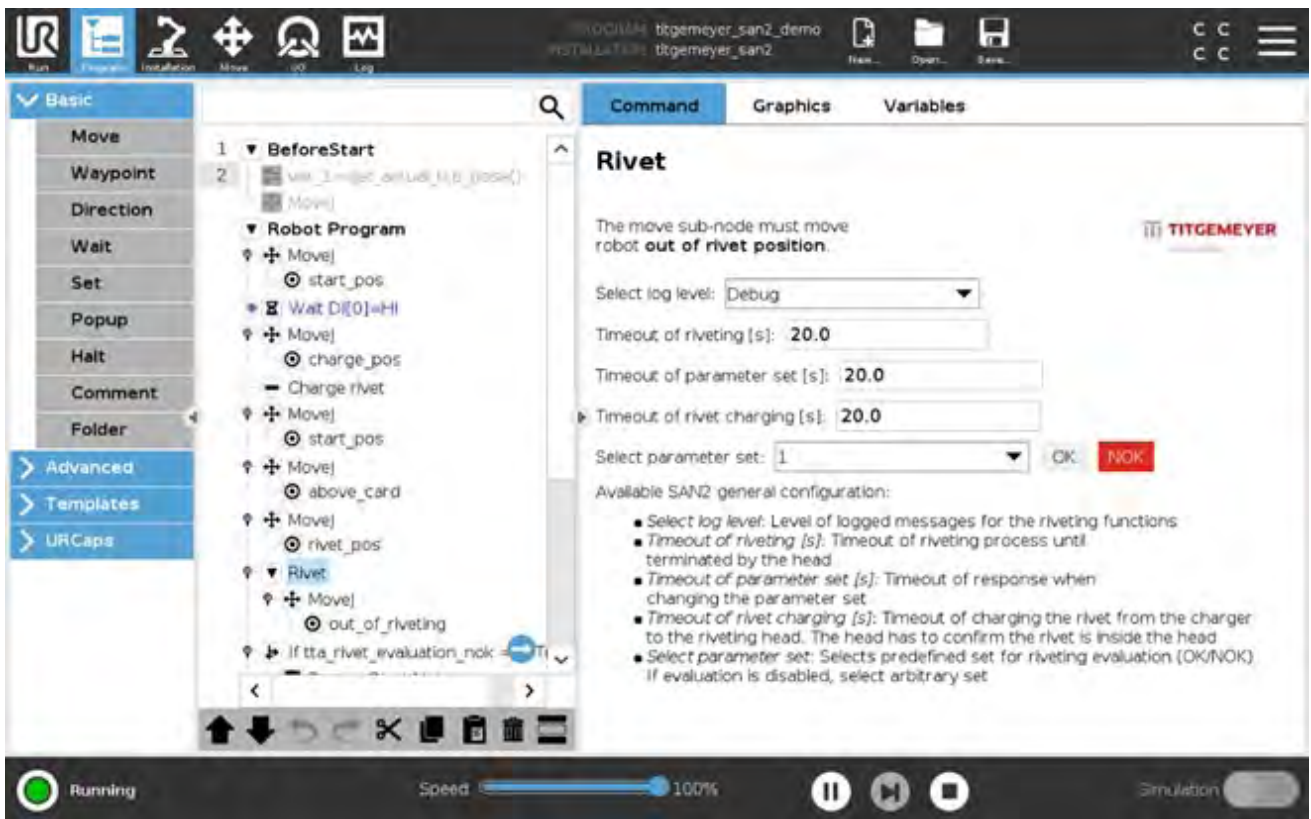 PROGRAM titgemeyer_san2_demo
INSTALLATION titgemeyer_san2
Run Program Installation Move I/O Log New... Open... Save...
C C
C C
Basic
Move
Waypoint
Direction
Wait
Set
Popup
Halt
Comment
Folder
Advanced
Templates
URCaps
1 BeforeStart
2 var_1:=get_actual_tcp_pose()
MoveJ
Robot Program
MoveJ
start_pos
Wait DI[0]=HI
MoveJ
charge_pos
Charge rivet
MoveJ
start_pos
MoveJ
above_card
MoveJ
rivet_pos
Rivet
MoveJ
out_of_riveting
If tta_rivet_evaluation_nok
Command Graphics Variables
Rivet
The move sub-node must move
robot out of rivet position.
TITGEMEYER
Select log level: Debug
Timeout of riveting [s]: 20.0
Timeout of parameter set [s]: 20.0
Timeout of rivet charging [s]: 20.0
Select parameter set: 1 OK NOK
Available SAN2 general configuration:
Select log level: Level of logged messages for the riveting functions
Timeout of riveting [s]: Timeout of riveting process until
terminated by the head
Timeout of parameter set [s]: Timeout of response when
changing the parameter set
Timeout of rivet charging [s]: Timeout of charging the rivet from the charger
to the riveting head. The head has to confirm the rivet is inside the head
Select parameter set: Selects predefined set for riveting evaluation (OK/NOK)
If evaluation is disabled, select arbitrary set
Running
Speed 100%
Simulation